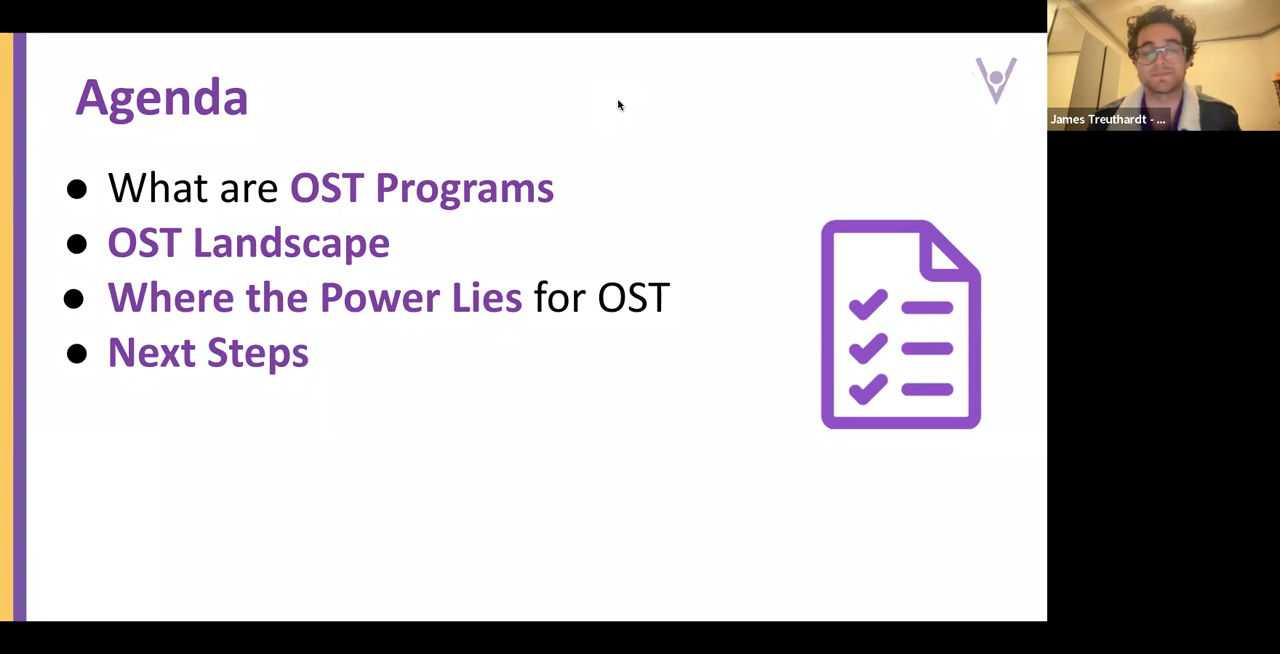 Agenda
● What are OST Programs
● OST Landscape
● Where the Power Lies for OST
● Next Steps
James Treuthardt - ...